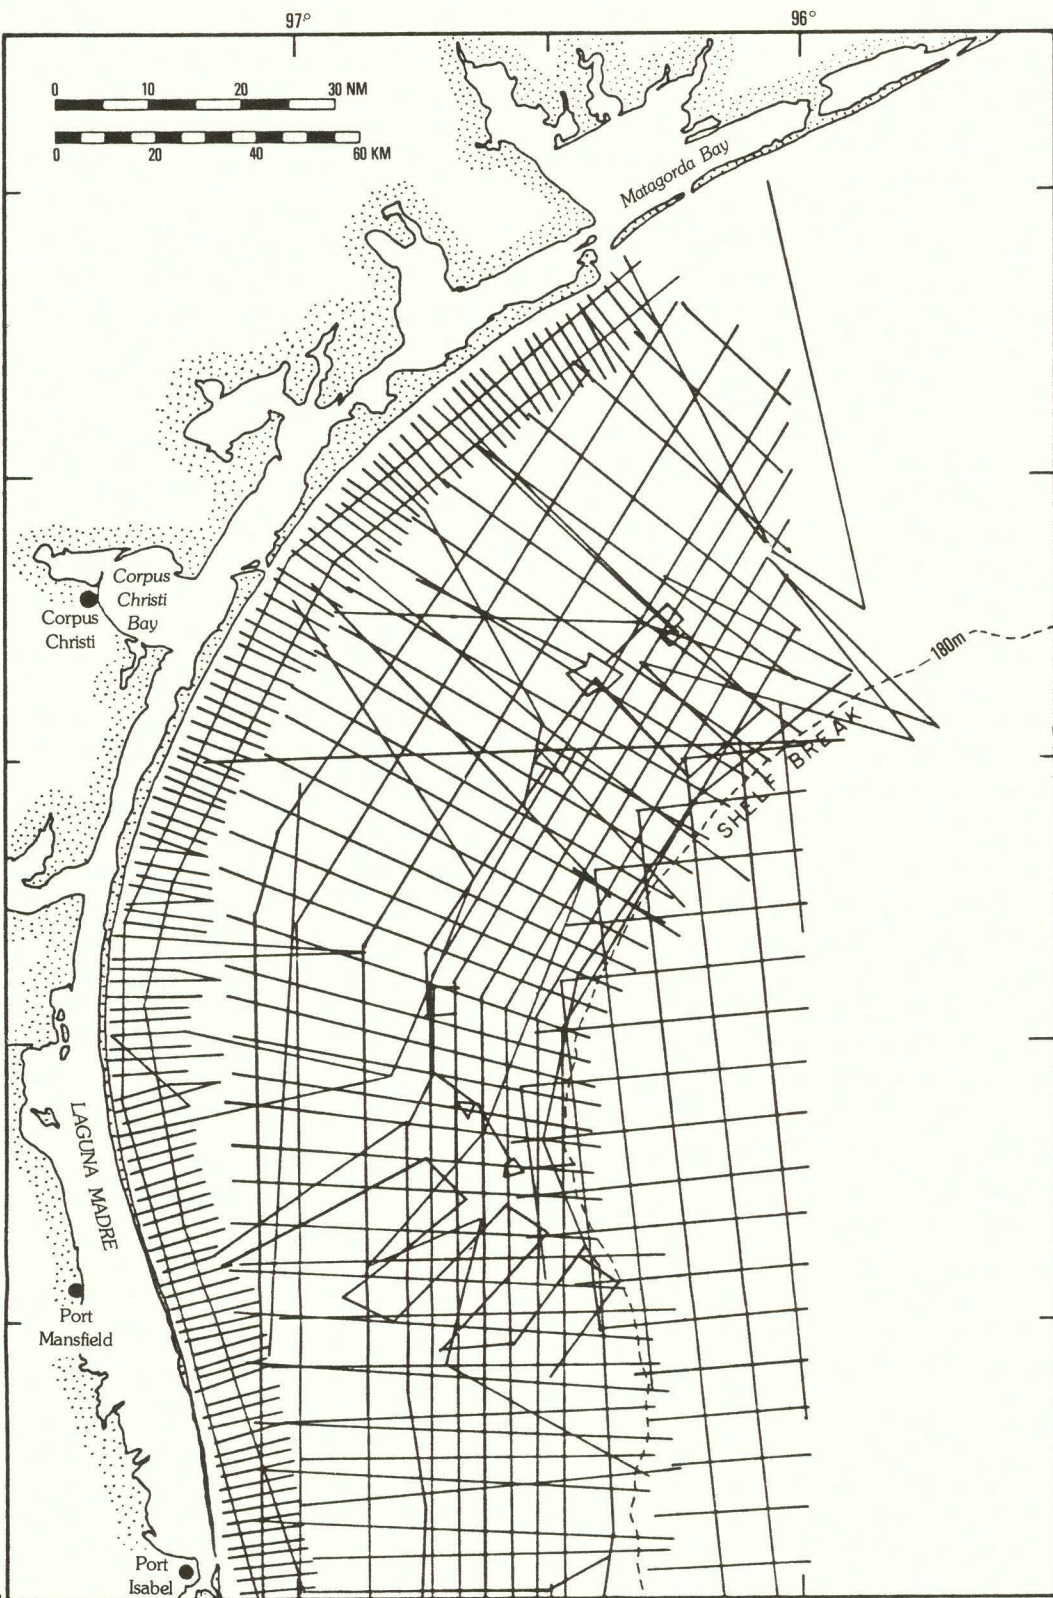 97°
96°
0 10 20 30 NM
0 20 40 60 KM
Matagorda Bay
Corpus
Christi
Bay
Corpus
Christi
180m
SHELF BREAK
LAGUNA MADRE
Port
Mansfield
Port
Isabel